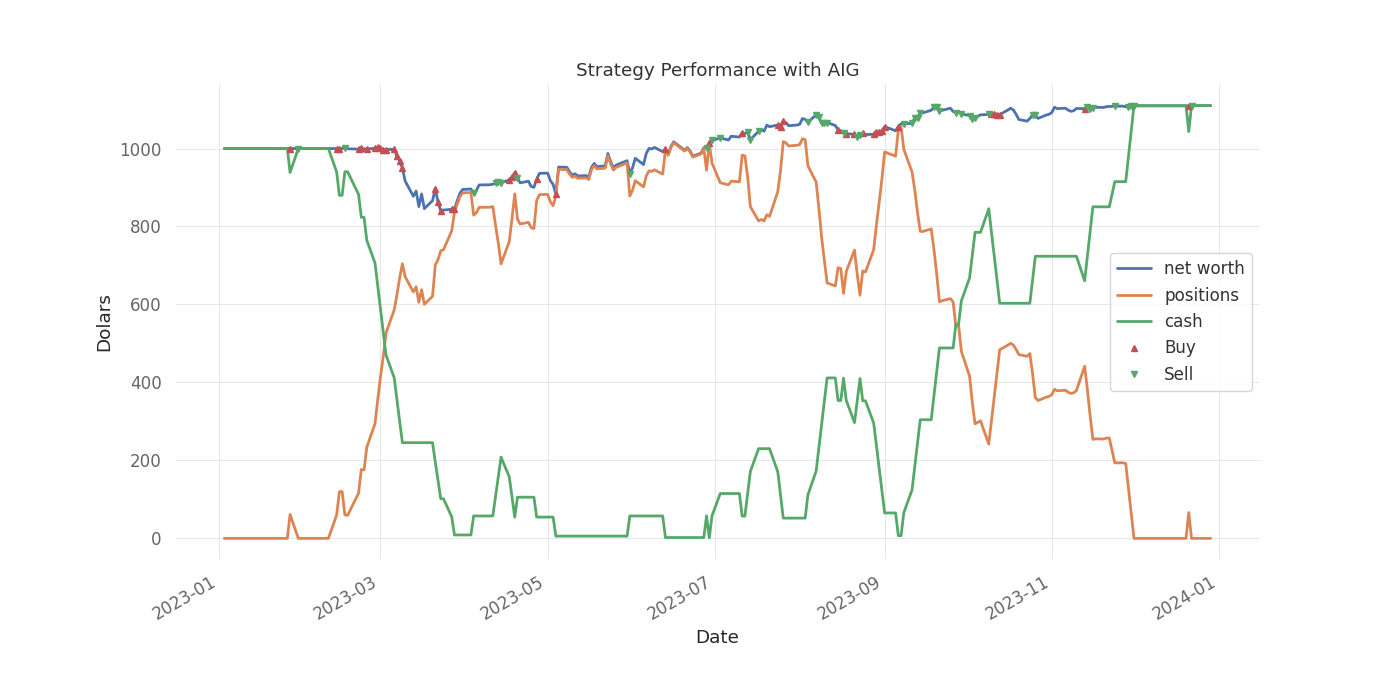 Strategy Performance with AIG
Dolars
1000
800
600
400
200
0
net worth
positions
cash
Buy
Sell
2023-01
2023-03
2023-05
2023-07
2023-09
2023-11
2024-01
Date